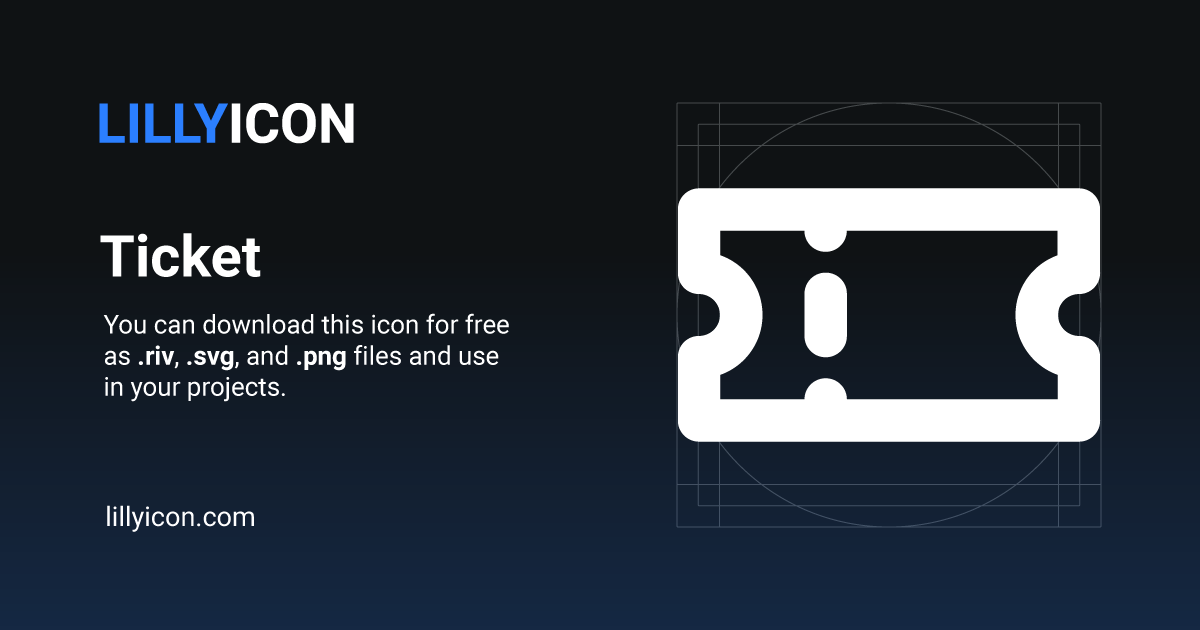 LILLYICON
Ticket
You can download this icon for free
as .riv, .svg, and .png files and use
in your projects.
lillyicon.com